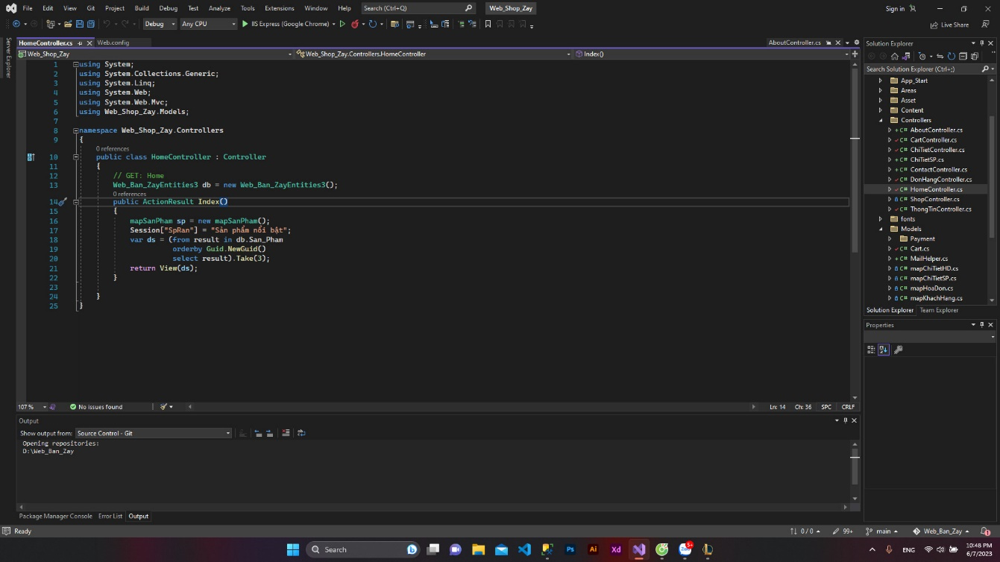 File Edit View Git Project Build Debug Test Analyze Tools Extensions Window Help Search (Ctrl+Q) Web_Shop_Zay Sign in
Debug Any CPU IIS Express (Google Chrome) Live Share
Server Explorer
HomeController.cs Web.config AboutController.cs
Web_Shop_Zay Web_Shop_Zay.Controllers.HomeController Index()
1 using System;
2 using System.Collections.Generic;
3 using System.Linq;
4 using System.Web;
5 using System.Web.Mvc;
6 using Web_Shop_Zay.Models;
7
8 namespace Web_Shop_Zay.Controllers
9 {
0 references
10 public class HomeController : Controller
11 {
12 // GET: Home
13 Web_Ban_ZayEntities3 db = new Web_Ban_ZayEntities3();
0 references
14 public ActionResult Index()
15 {
16 mapSanPham sp = new mapSanPham();
17 Session["SpRan"] = "Sản phẩm nổi bật";
18 var ds = (from result in db.San_Pham
19 orderby Guid.NewGuid()
20 select result).Take(3);
21 return View(ds);
22 }
23
24 }
25 }
107 % No issues found Ln: 14 Ch: 36 SPC CRLF
Output
Show output from: Source Control - Git
Opening repositories:
D:\Web_Ban_Zay
Package Manager Console Error List Output
Solution Explorer
Search Solution Explorer (Ctrl+;)
App_Start
Areas
Asset
Content
Controllers
C# AboutController.cs
C# CartController.cs
C# ChiTietController.cs
C# ChiTietSP.cs
C# ContactController.cs
C# DonHangController.cs
C# HomeController.cs
C# ShopController.cs
C# ThongTinController.cs
fonts
Models
Payment
C# Cart.cs
C# MailHelper.cs
C# mapChiTietHD.cs
C# mapChiTietSP.cs
C# mapHoaDon.cs
C# mapKhachHang.cs
Solution Explorer Team Explorer
Properties
Ready 0 / 0 99+ main Web_Ban_Zay 1
Search Ps Ai Xd Zalo 5+ ENG 10:48 PM
6/7/2023